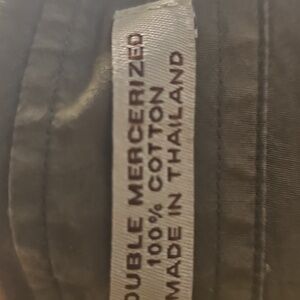 DOUBLE MERCERIZED
100% COTTON
MADE IN THAILAND